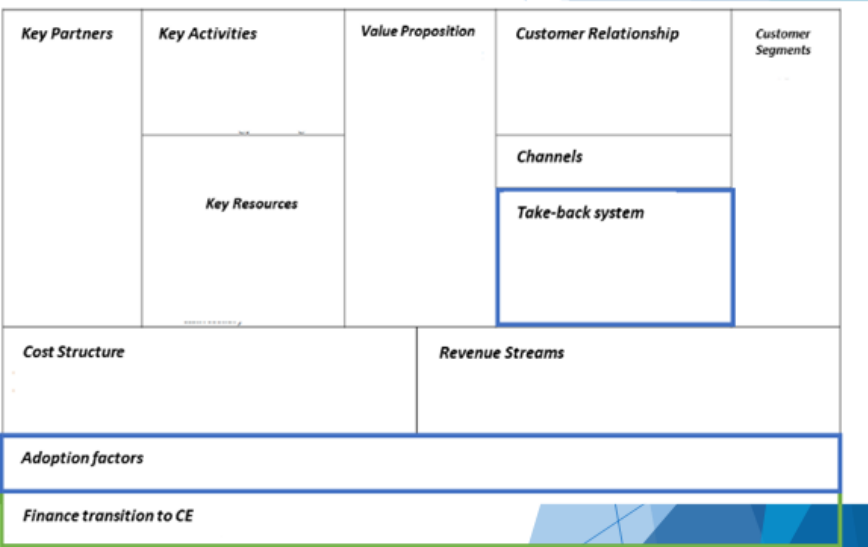 Key Partners
Key Activities
Value Proposition
Customer Relationship
Customer
Segments
Channels
Key Resources
Take-back system
Cost Structure
Revenue Streams
Adoption factors
Finance transition to CE